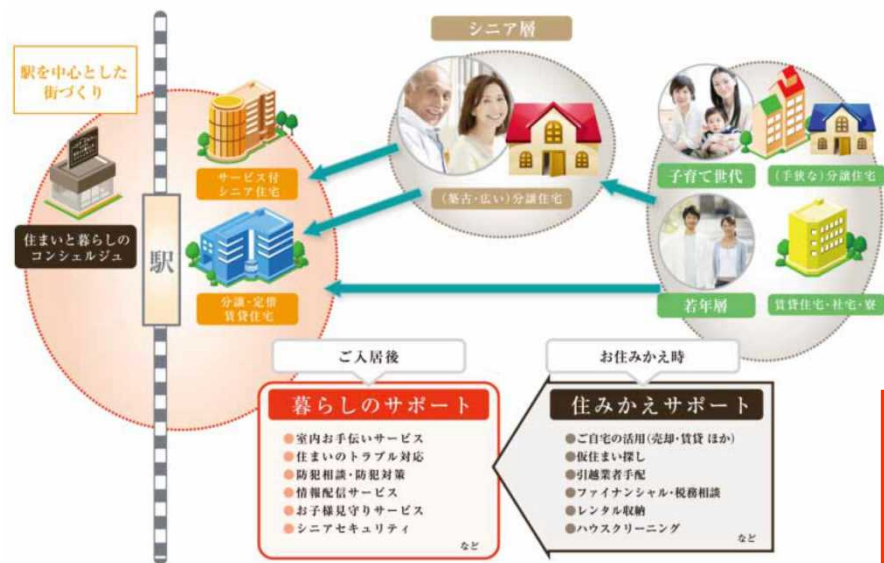 シニア層
駅を中心とした
街づくり
サービス付
シニア住宅
(築古・広い)分譲住宅
子育て世代
(手狭な)分譲住宅
住まいと暮らしの
コンシェルジュ
駅
分譲・定借
賃貸住宅
若年層
賃貸住宅・社宅・寮
ご入居後
暮らしのサポート
●室内お手伝いサービス
●住まいのトラブル対応
●防犯相談・防犯対策
●情報配信サービス
●お子様見守りサービス
●シニアセキュリティ
など
お住みかえ時
住みかえサポート
●ご自宅の活用(売却・賃貸 ほか)
●仮住まい探し
●引越業者手配
●ファイナンシャル・税務相談
●レンタル収納
●ハウスクリーニング
など